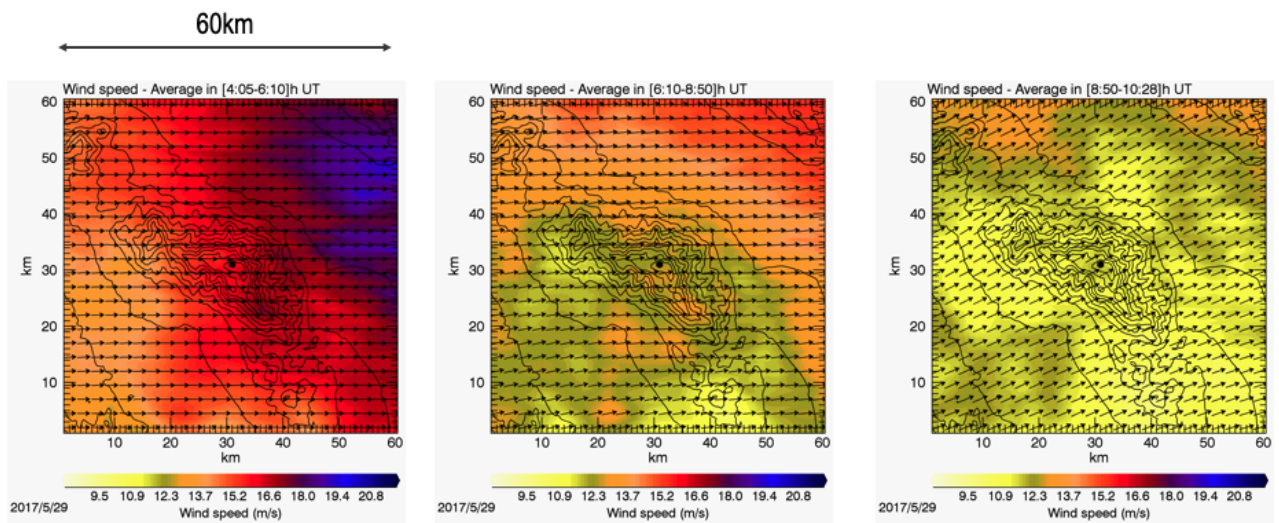 60km
Wind speed - Average in [4:05-6:10]h UT
60
50
40
30
20
10
km
10 20 30 40 50 60
km
9.5 10.9 12.3 13.7 15.2 16.6 18.0 19.4 20.8
2017/5/29
Wind speed (m/s)
Wind speed - Average in [6:10-8:50]h UT
60
50
40
30
20
10
km
10 20 30 40 50 60
km
9.5 10.9 12.3 13.7 15.2 16.6 18.0 19.4 20.8
2017/5/29
Wind speed (m/s)
Wind speed - Average in [8:50-10:28]h UT
60
50
40
30
20
10
km
10 20 30 40 50 60
km
9.5 10.9 12.3 13.7 15.2 16.6 18.0 19.4 20.8
2017/5/29
Wind speed (m/s)